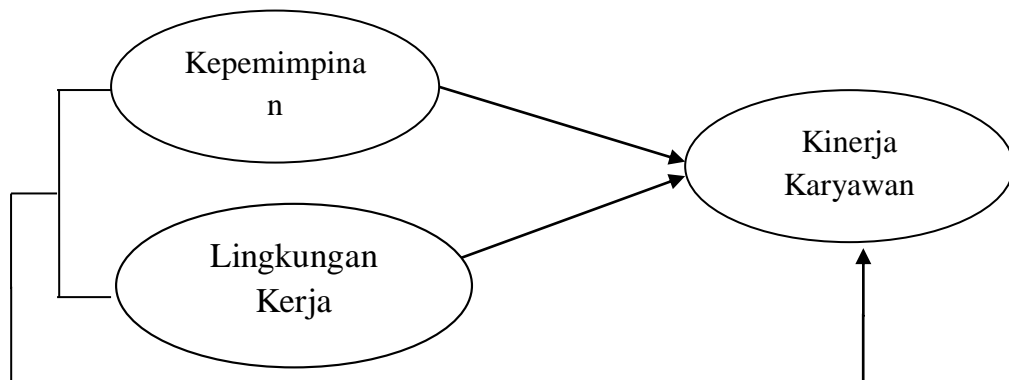 Kepemimpina
n
Kinerja
Karyawan
Lingkungan
Kerja